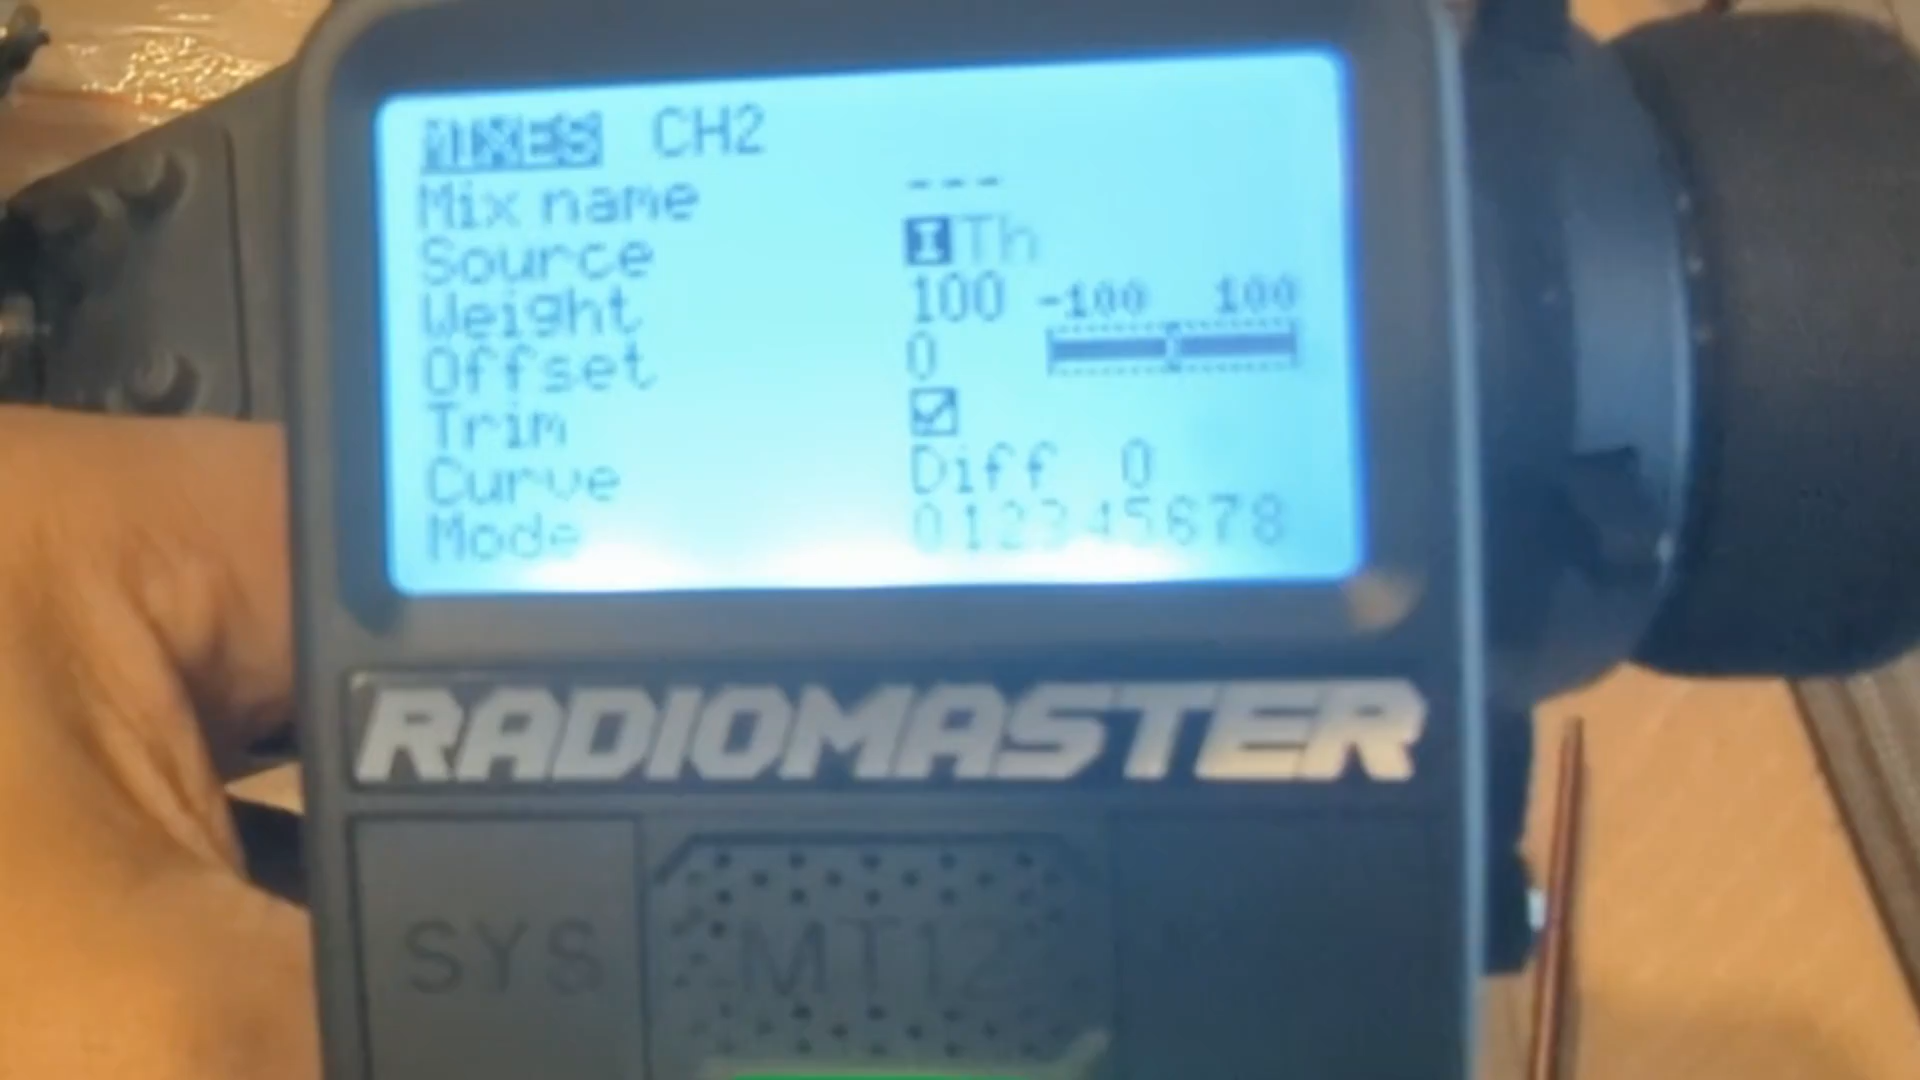 MIXES CH2
Mix name ---
Source I Th
Weight 100 -100 100
Offset 0
Trim
Curve Diff 0
Mode 012345678
RADIOMASTER
SYS MT12